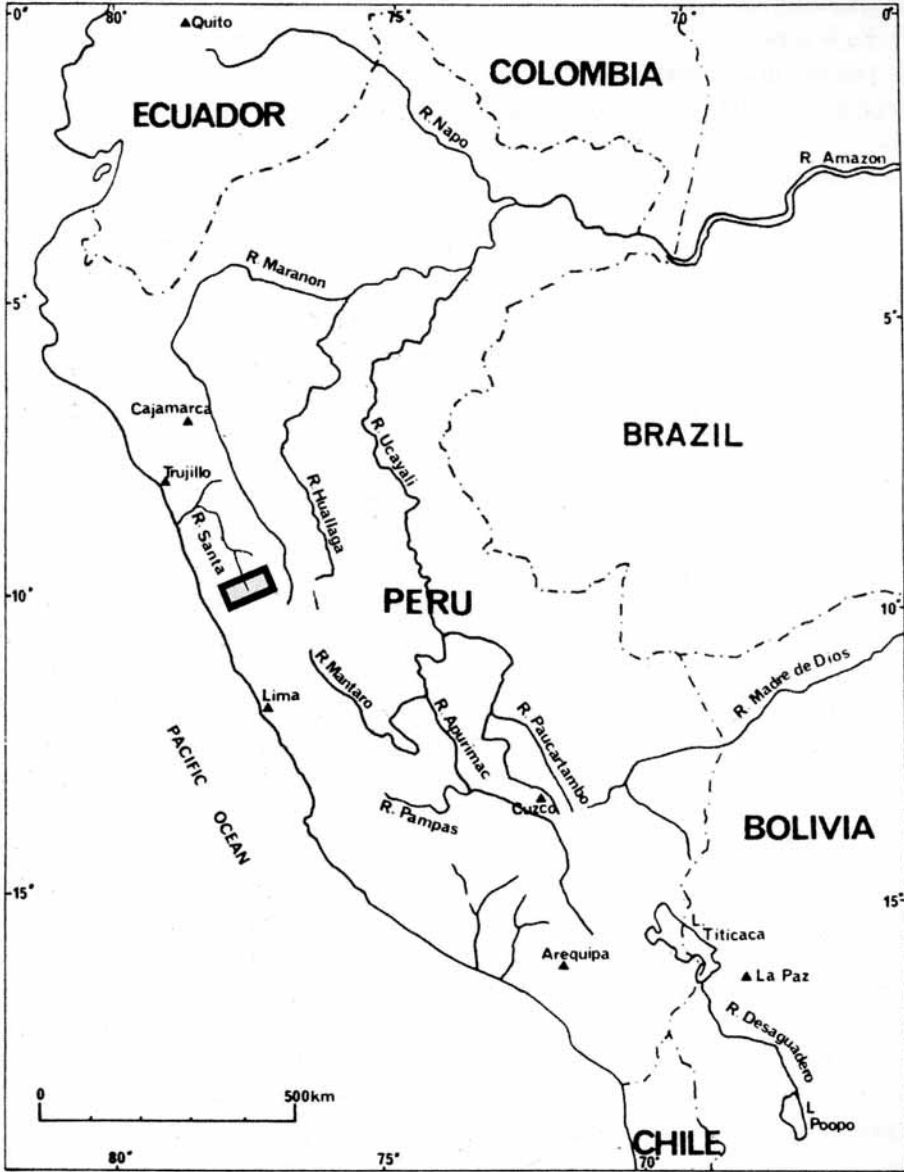 80°
75°
70°
0°
0°
Quito
COLOMBIA
ECUADOR
R. Napo
R Amazon
R. Maranon
5°
5°
Cajamarca
R. Ucayali
BRAZIL
Trujillo
R. Huallaga
R. Santa
10°
PERU
10°
R Mantaro
R. Madre de Dios
Lima
R. Apurimac
R. Paucartambo
PACIFIC OCEAN
Cuzco
R. Pampas
BOLIVIA
15°
15°
L.
Titicaca
Arequipa
La Paz
R. Desaguadero
0
500km
L
Poopo
CHILE
80°
75°
70°